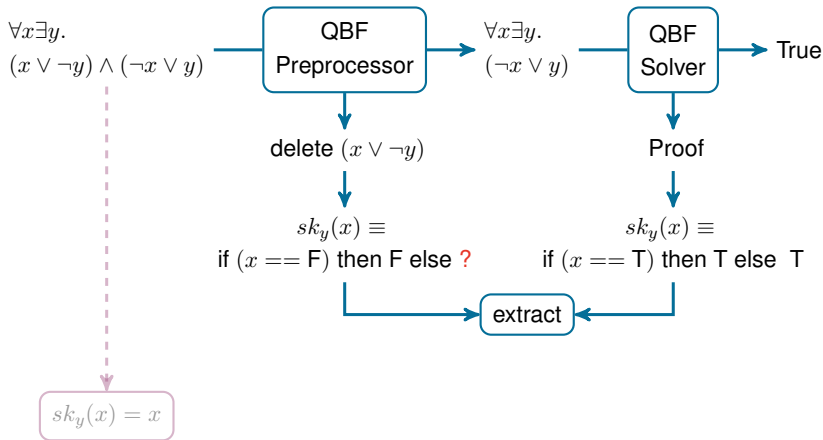 ∀x∃y.
(x ∨ ¬y) ∧ (¬x ∨ y)
QBF
Preprocessor
∀x∃y.
(¬x ∨ y)
QBF
Solver
True
delete (x ∨ ¬y)
Proof
sk_y(x) ≡
if (x == F) then F else ?
sk_y(x) ≡
if (x == T) then T else T
extract
sk_y(x) = x